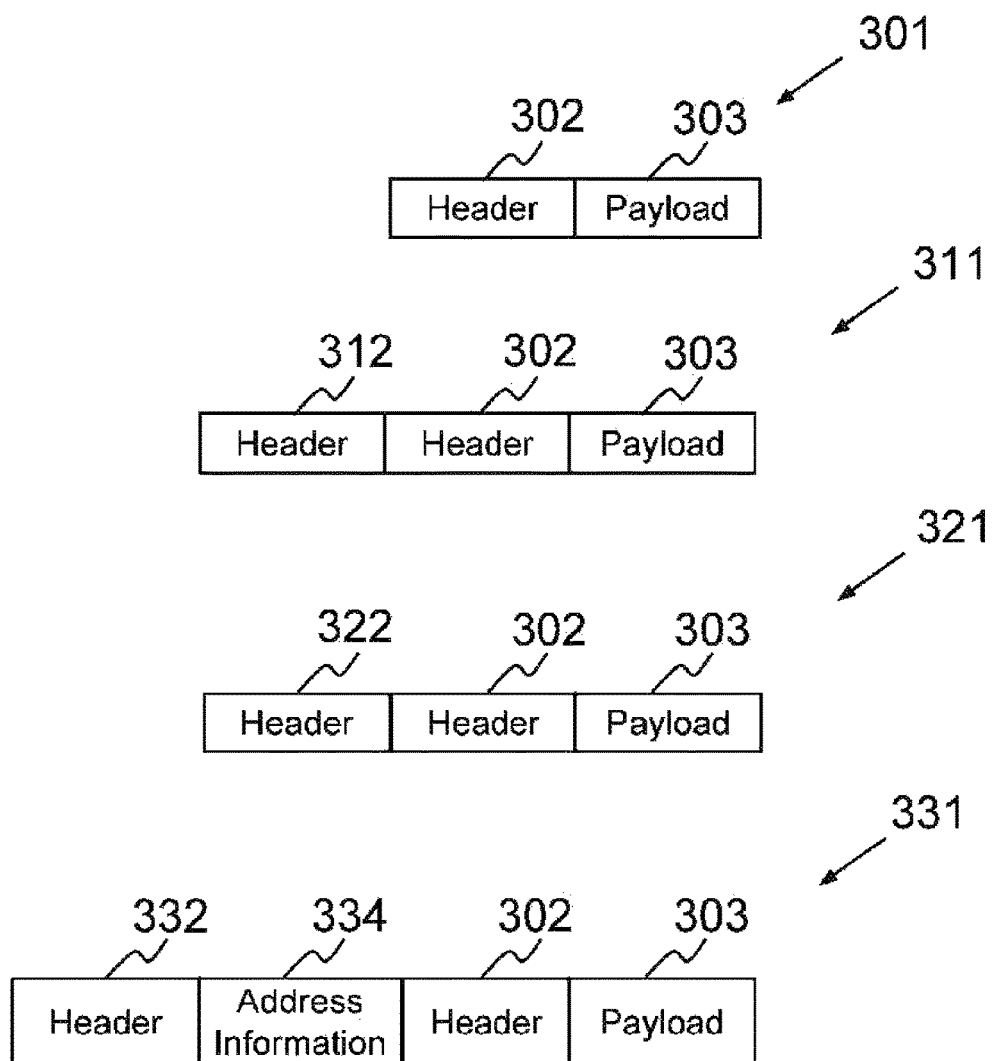 301
302 303
Header Payload
311
312 302 303
Header Header Payload
321
322 302 303
Header Header Payload
331
332 334 302 303
Header Address Information Header Payload